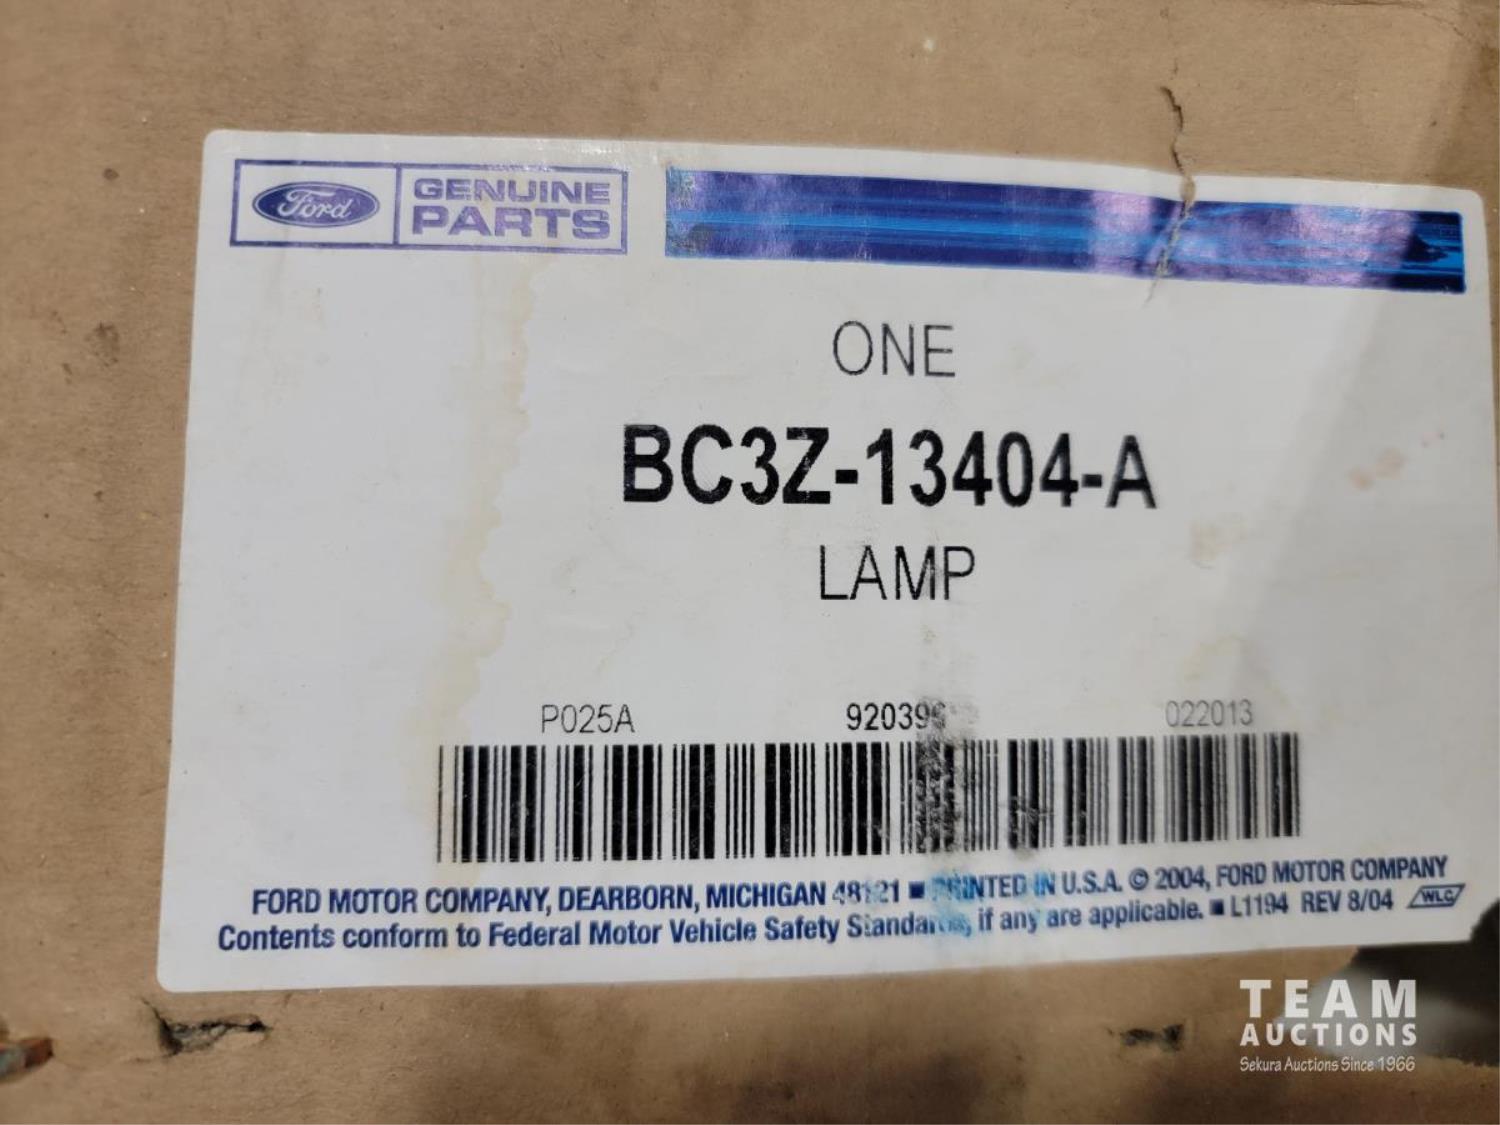 Ford GENUINE PARTS
ONE
BC3Z-13404-A
LAMP
P025A 022013
FORD MOTOR COMPANY, DEARBORN, MICHIGAN 48121 ■ PRINTED IN U.S.A. © 2004, FORD MOTOR COMPANY
Contents conform to Federal Motor Vehicle Safety Standards, if any are applicable. ■ L1194 REV 8/04 WLC
TEAM
AUCTIONS
Sekura Auctions Since 1966